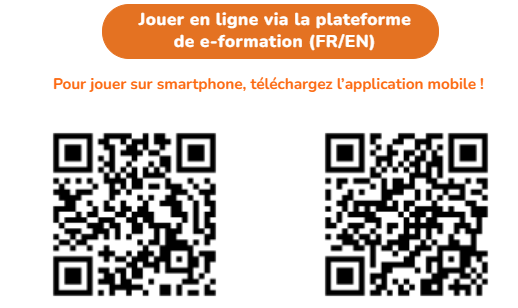 Jouer en ligne via la plateforme
de e-formation (FR/EN)
Pour jouer sur smartphone, téléchargez l'application mobile !